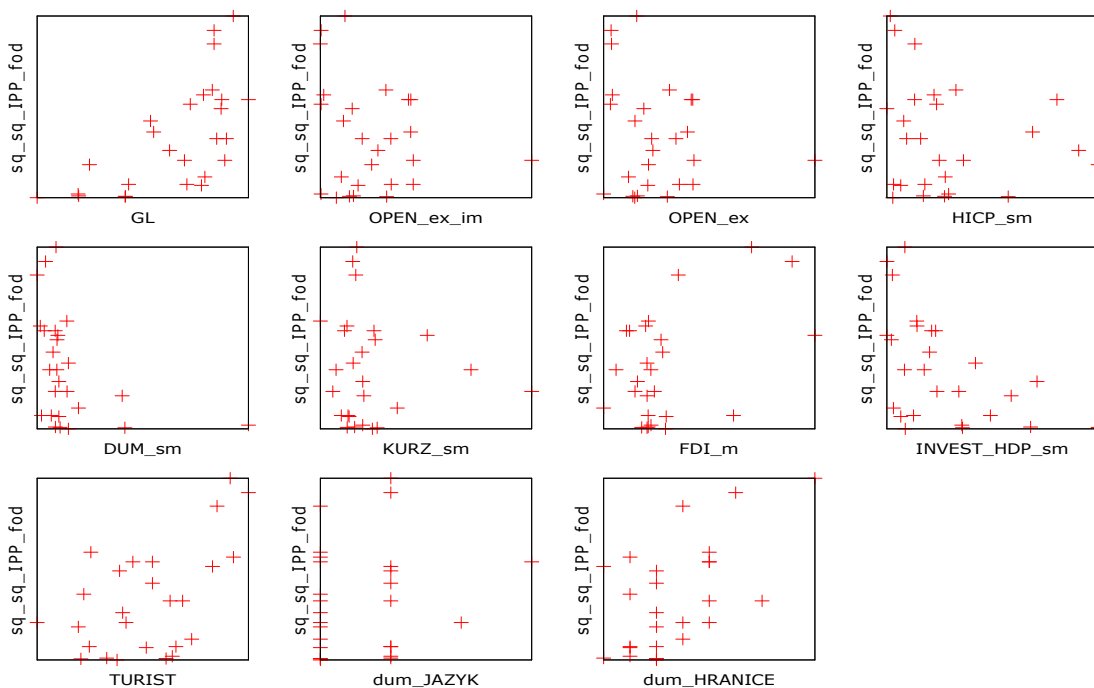 sq_sq_IPP_fod
GL
sq_sq_IPP_fod
OPEN_ex_im
sq_sq_IPP_fod
OPEN_ex
sq_sq_IPP_fod
HICP_sm
sq_sq_IPP_fod
DUM_sm
sq_sq_IPP_fod
KURZ_sm
sq_sq_IPP_fod
FDI_m
sq_sq_IPP_fod
INVEST_HDP_sm
sq_sq_IPP_fod
TURIST
sq_sq_IPP_fod
dum_JAZYK
sq_sq_IPP_fod
dum_HRANICE